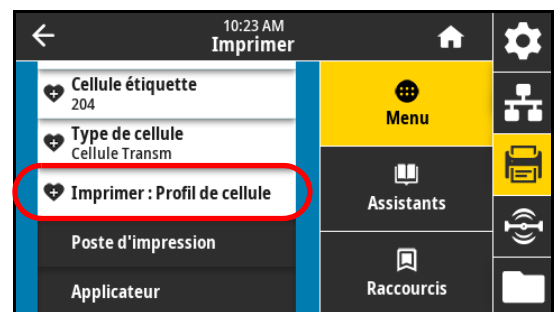 10:23 AM
Imprimer
Cellule étiquette
204
Type de cellule
Cellule Transm
Imprimer : Profil de cellule
Poste d'impression
Applicateur
Menu
Assistants
Raccourcis